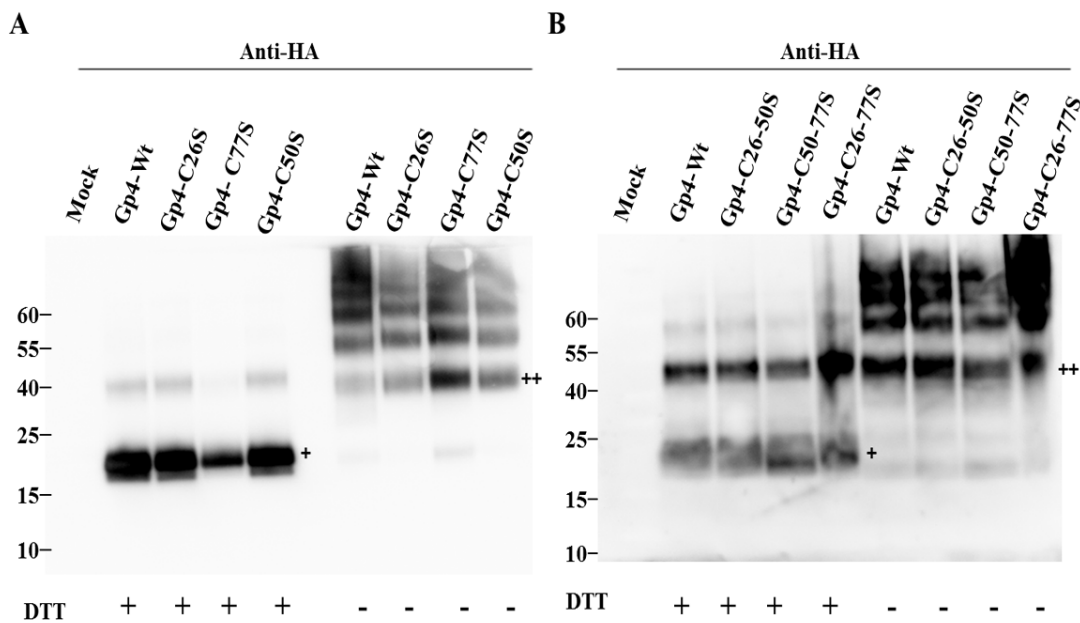 A
Anti-HA
Mock
Gp4-Wt
Gp4-C26S
Gp4- C77S
Gp4-C50S
Gp4-Wt
Gp4-C26S
Gp4-C77S
Gp4-C50S
60
55
40
25
15
10
++
+
DTT + + + + - - - -
B
Anti-HA
Mock
Gp4-Wt
Gp4-C26-50S
Gp4-C50-77S
Gp4-C26-77S
Gp4-Wt
Gp4-C26-50S
Gp4-C50-77S
Gp4-C26-77S
60
55
40
25
15
10
++
+
DTT + + + + - - - -